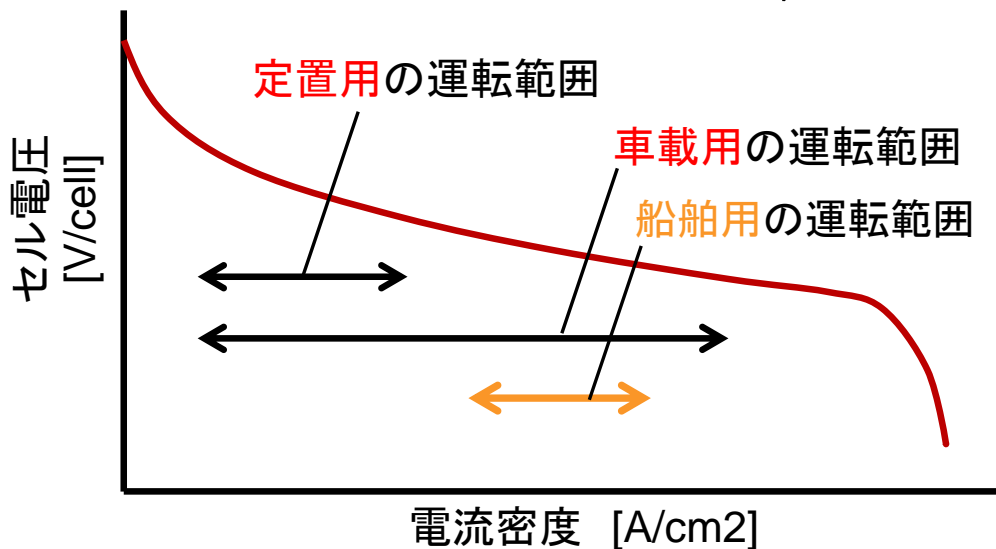 定置用の運転範囲
車載用の運転範囲
船舶用の運転範囲
セル電圧
[V/cell]
電流密度 [A/cm2]